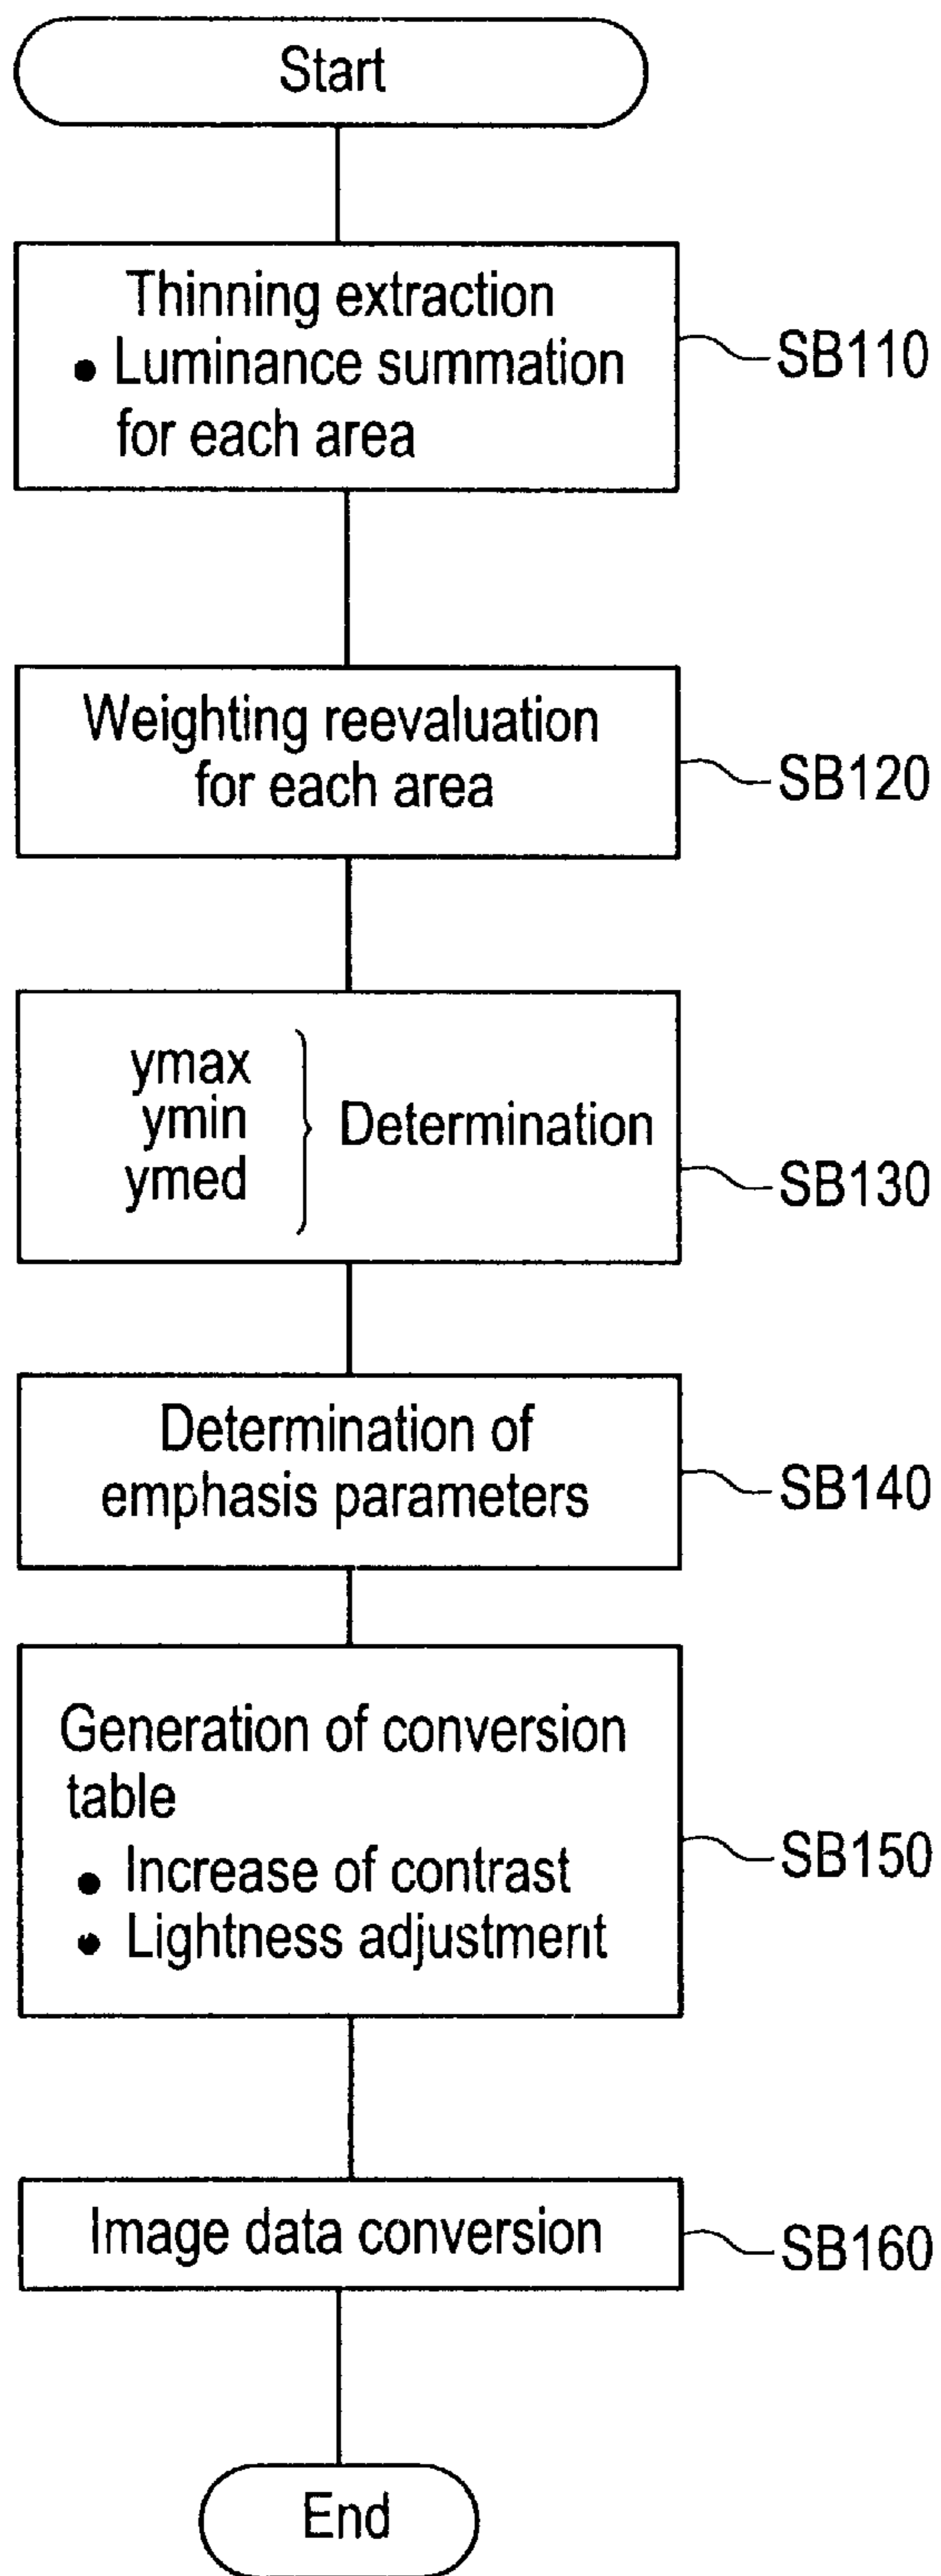 Start
Thinning extraction
• Luminance summation
for each area
SB110
Weighting reevaluation
for each area
SB120
ymax
ymin
ymed
Determination
SB130
Determination of
emphasis parameters
SB140
Generation of conversion
table
• Increase of contrast
• Lightness adjustment
SB150
Image data conversion
SB160
End